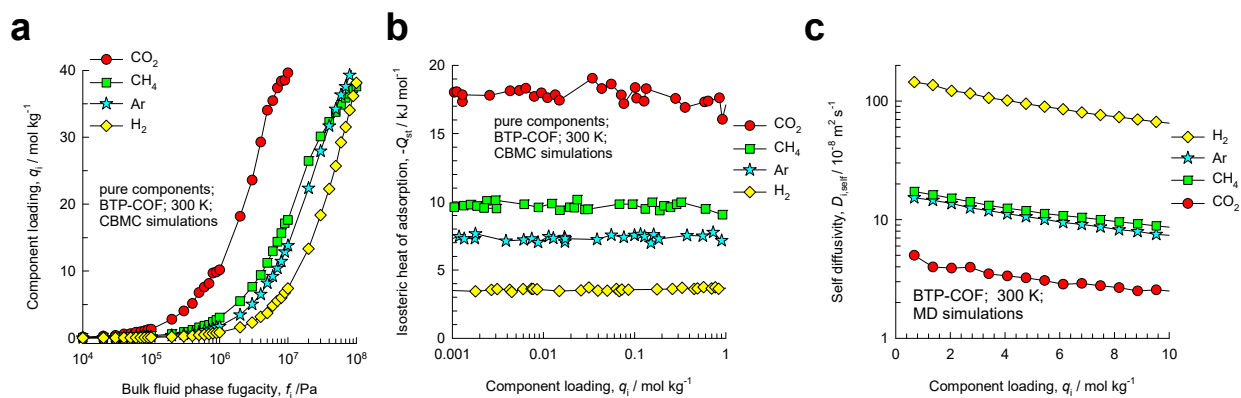 a
CO2
CH4
Ar
H2
40
30
20
10
0
10^4
10^5
10^6
10^7
10^8
Component loading, qi / mol kg-1
pure components;
BTP-COF; 300 K;
CBMC simulations
Bulk fluid phase fugacity, fi /Pa
b
20
15
10
5
0
0.001
0.01
0.1
1
Isosteric heat of adsorption, -Qst / kJ mol-1
pure components;
BTP-COF; 300 K;
CBMC simulations
CO2
CH4
Ar
H2
Component loading, qi / mol kg-1
c
100
10
1
0
2
4
6
8
10
Self diffusivity, Di,self / 10-8 m2 s-1
H2
Ar
CH4
CO2
BTP-COF; 300 K;
MD simulations
Component loading, qi / mol kg-1